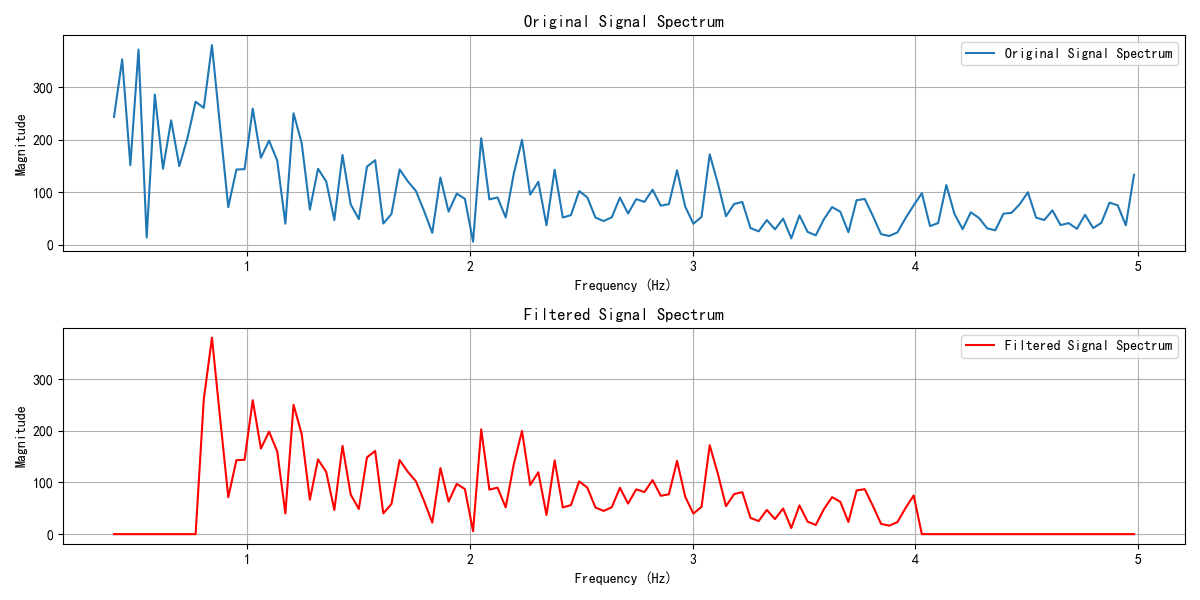 Original Signal Spectrum
Original Signal Spectrum
Magnitude
300
200
100
0
1 2 3 4 5
Frequency (Hz)
Filtered Signal Spectrum
Filtered Signal Spectrum
Magnitude
300
200
100
0
1 2 3 4 5
Frequency (Hz)